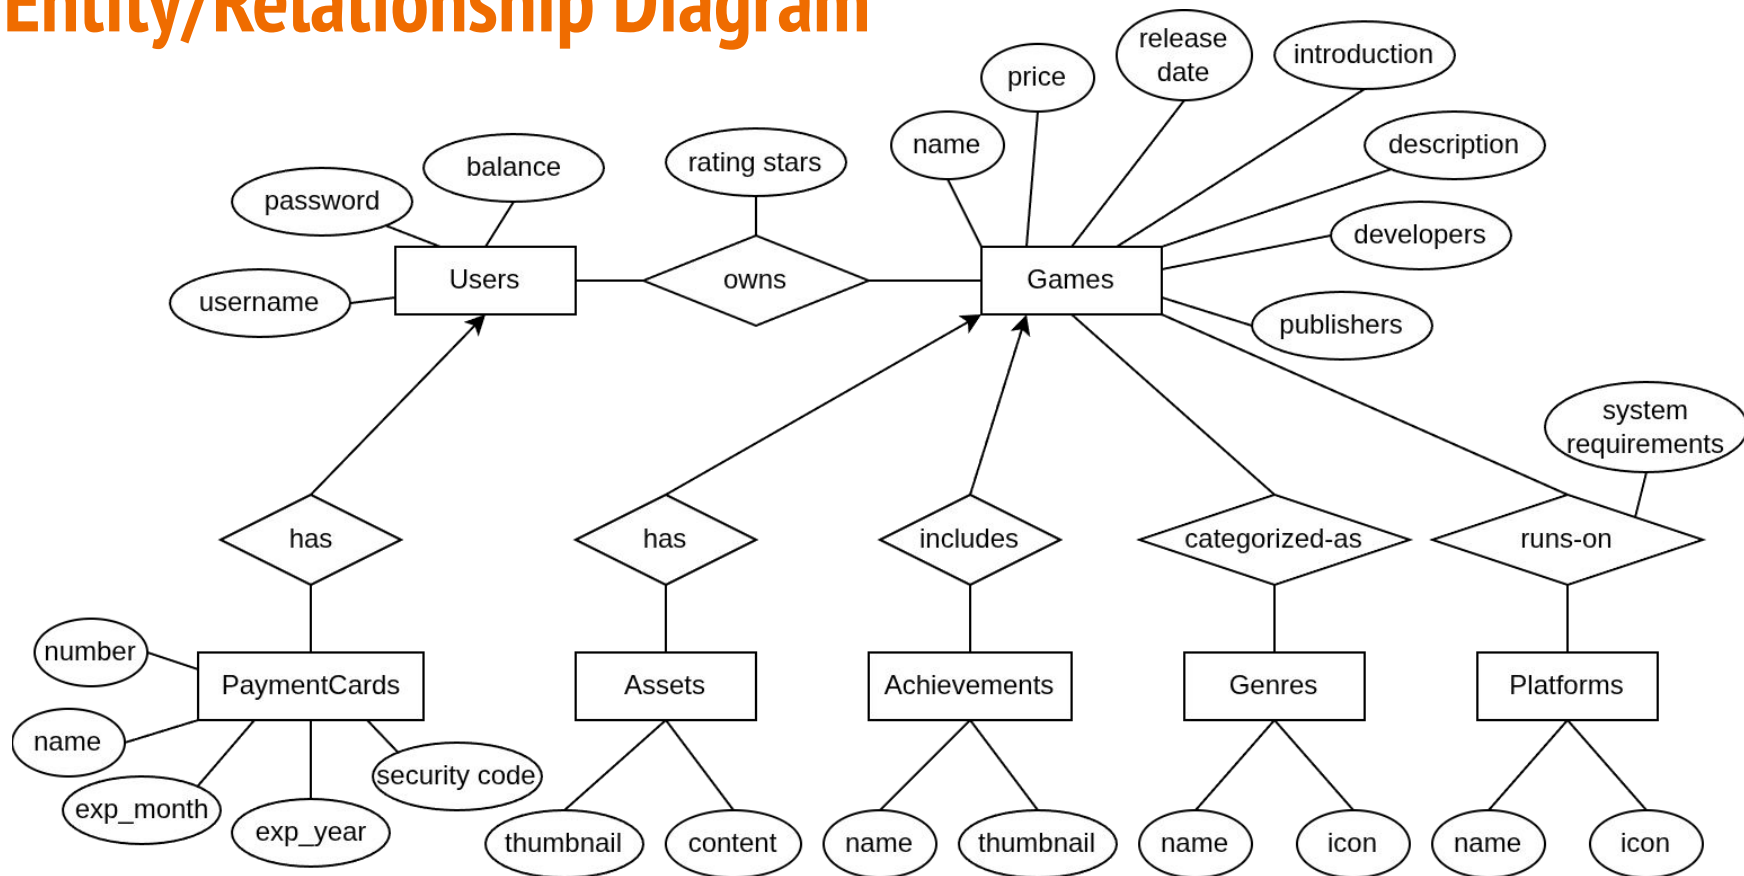 Entity/Relationship Diagram
release
date
introduction
price
name
description
rating stars
balance
password
developers
Users
owns
Games
username
publishers
system
requirements
has
has
includes
categorized-as
runs-on
number
PaymentCards
Assets
Achievements
Genres
Platforms
name
security code
exp_month
exp_year
thumbnail
content
name
thumbnail
name
icon
name
icon